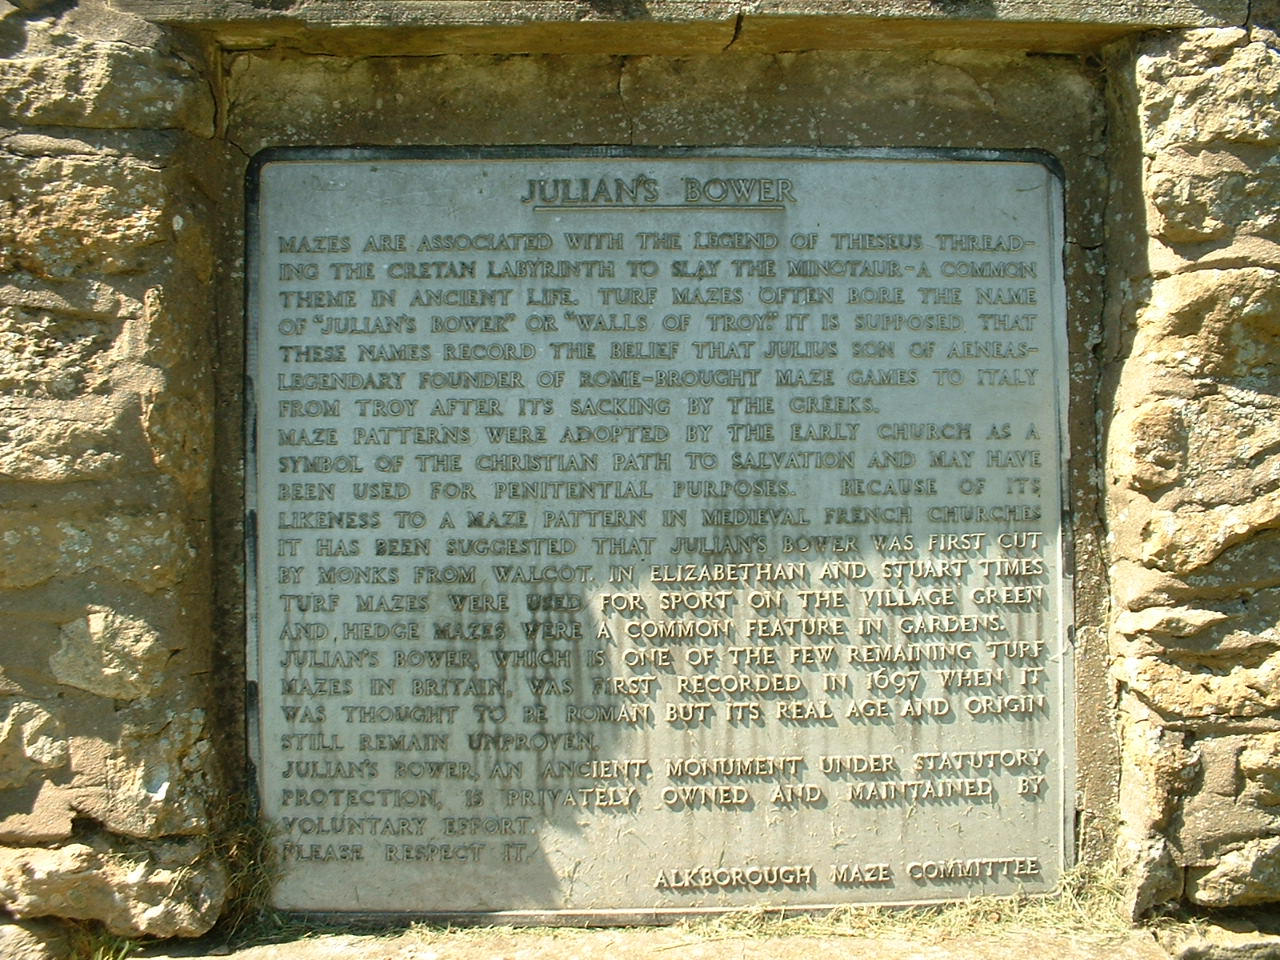 JULIAN'S BOWER
MAZES ARE ASSOCIATED WITH THE LEGEND OF THESEUS THREAD-
ING THE CRETAN LABYRINTH TO SLAY THE MINOTAUR-A COMMON
THEME IN ANCIENT LIFE. TURF MAZES OFTEN BORE THE NAME
OF "JULIAN'S BOWER" OR "WALLS OF TROY." IT IS SUPPOSED THAT
THESE NAMES RECORD THE BELIEF THAT JULIUS SON OF AENEAS-
LEGENDARY FOUNDER OF ROME-BROUGHT MAZE GAMES TO ITALY
FROM TROY AFTER ITS SACKING BY THE GREEKS.
MAZE PATTERNS WERE ADOPTED BY THE EARLY CHURCH AS A
SYMBOL OF THE CHRISTIAN PATH TO SALVATION AND MAY HAVE
BEEN USED FOR PENITENTIAL PURPOSES. BECAUSE OF ITS
LIKENESS TO A MAZE PATTERN IN MEDIEVAL FRENCH CHURCHES
IT HAS BEEN SUGGESTED THAT JULIAN'S BOWER WAS FIRST CUT
BY MONKS FROM WALCOT. IN ELIZABETHAN AND STUART TIMES
TURF MAZES WERE USED FOR SPORT ON THE VILLAGE GREEN
AND HEDGE MAZES WERE A COMMON FEATURE IN GARDENS.
JULIAN'S BOWER, WHICH IS ONE OF THE FEW REMAINING TURF
MAZES IN BRITAIN, WAS FIRST RECORDED IN 1697 WHEN IT
WAS THOUGHT TO BE ROMAN BUT ITS REAL AGE AND ORIGIN
STILL REMAIN UNPROVEN.
JULIAN'S BOWER, AN ANCIENT MONUMENT UNDER STATUTORY
PROTECTION, IS PRIVATELY OWNED AND MAINTAINED BY
VOLUNTARY EFFORT.
PLEASE RESPECT IT.
ALKBOROUGH MAZE COMMITTEE